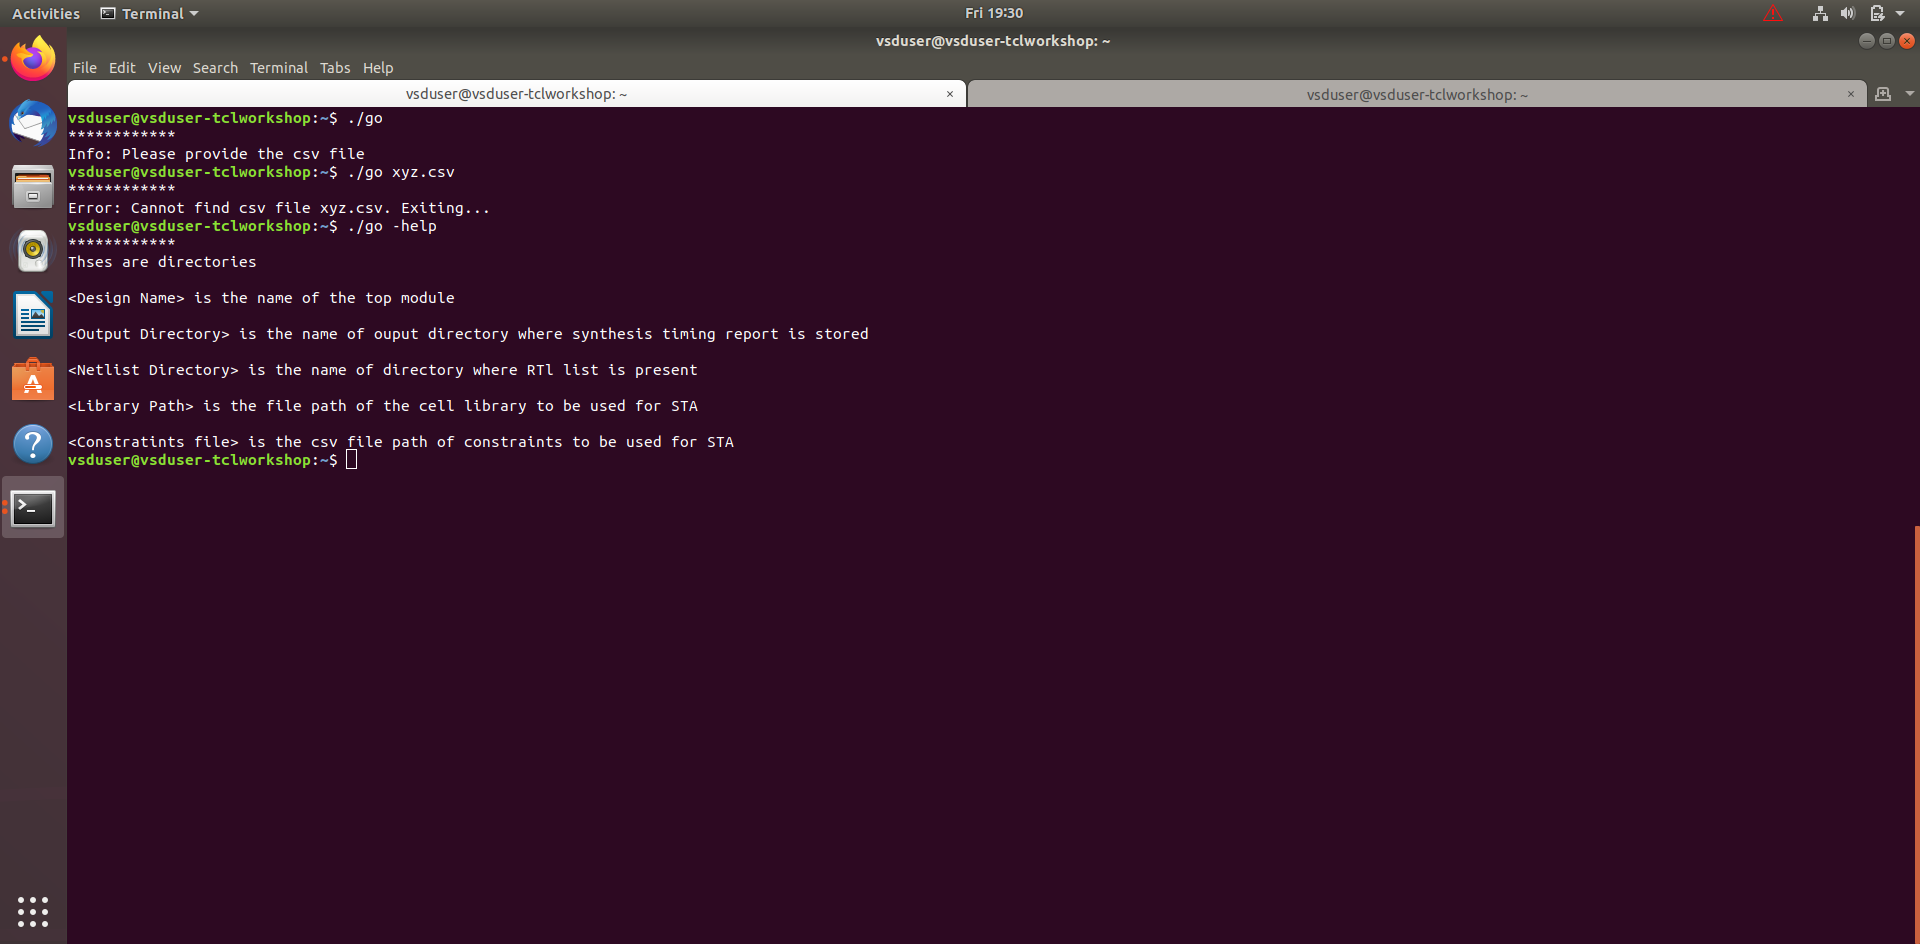 Activities Terminal Fri 19:30
vsduser@vsduser-tclworkshop: ~
File Edit View Search Terminal Tabs Help
vsduser@vsduser-tclworkshop: ~ × vsduser@vsduser-tclworkshop: ~ ×
vsduser@vsduser-tclworkshop:~$ ./go
************
Info: Please provide the csv file
vsduser@vsduser-tclworkshop:~$ ./go xyz.csv
************
Error: Cannot find csv file xyz.csv. Exiting...
vsduser@vsduser-tclworkshop:~$ ./go -help
************
Thses are directories
<Design Name> is the name of the top module
<Output Directory> is the name of ouput directory where synthesis timing report is stored
<Netlist Directory> is the name of directory where RTl list is present
<Library Path> is the file path of the cell library to be used for STA
<Constratints file> is the csv file path of constraints to be used for STA
vsduser@vsduser-tclworkshop:~$